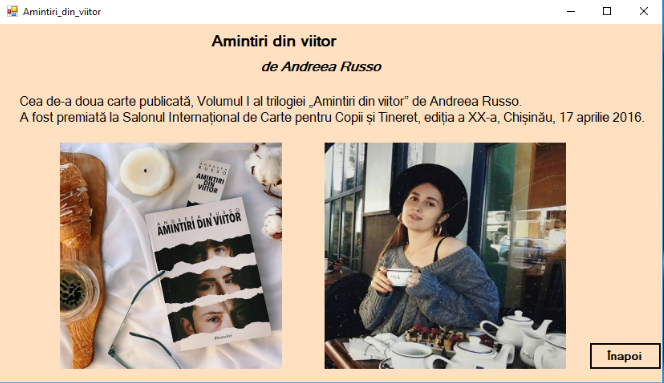 Amintiri_din_viitor
Amintiri din viitor
de Andreea Russo
Cea de-a doua carte publicată, Volumul I al trilogiei „Amintiri din viitor” de Andreea Russo.
A fost premiată la Salonul Internațional de Carte pentru Copii și Tineret, ediția a XX-a, Chișinău, 17 aprilie 2016.
ANDREEA
RUSSO
AMINTIRI
DIN
VIITOR
ANDREEA RUSSO
AMINTIRI DIN VIITOR
Înapoi